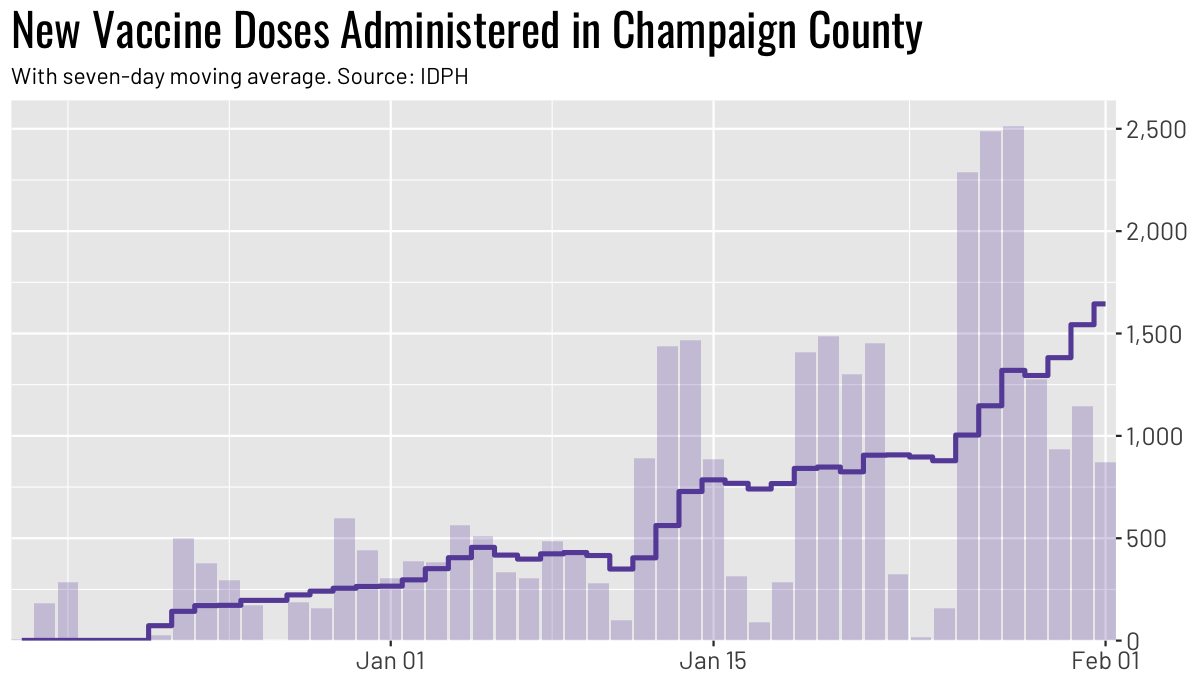 New Vaccine Doses Administered in Champaign County
With seven-day moving average. Source: IDPH
2,500
2,000
1,500
1,000
500
0
Jan 01
Jan 15
Feb 01